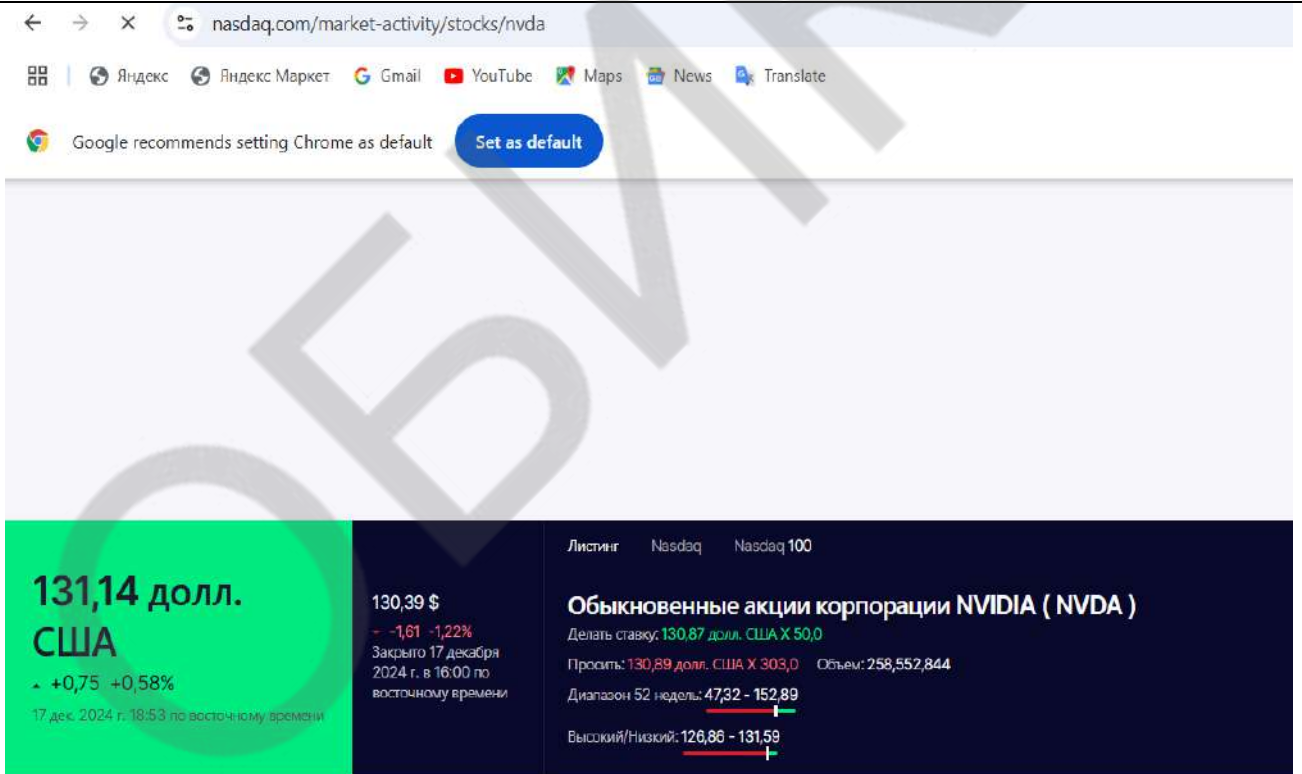 nasdaq.com/market-activity/stocks/nvda
Яндекс Яндекс Маркет Gmail YouTube Maps News Translate
Google recommends setting Chrome as default Set as default
ОБИ
131,14 долл.
США
+0,75 +0,58%
17 дек. 2024 г. 18:53 по восточному времени
130,39 $
-1,61 -1,22%
Закрыто 17 декабря
2024 г. в 16:00 по
восточному времени
Листинг Nasdaq Nasdaq 100
Обыкновенные акции корпорации NVIDIA ( NVDA )
Делать ставку: 130,87 долл. США X 50,0
Просить: 130,89 долл. США X 303,0 Объем: 258,552,844
Диапазон 52 недель: 47,32 - 152,89
Высокий/Низкий: 126,86 - 131,59